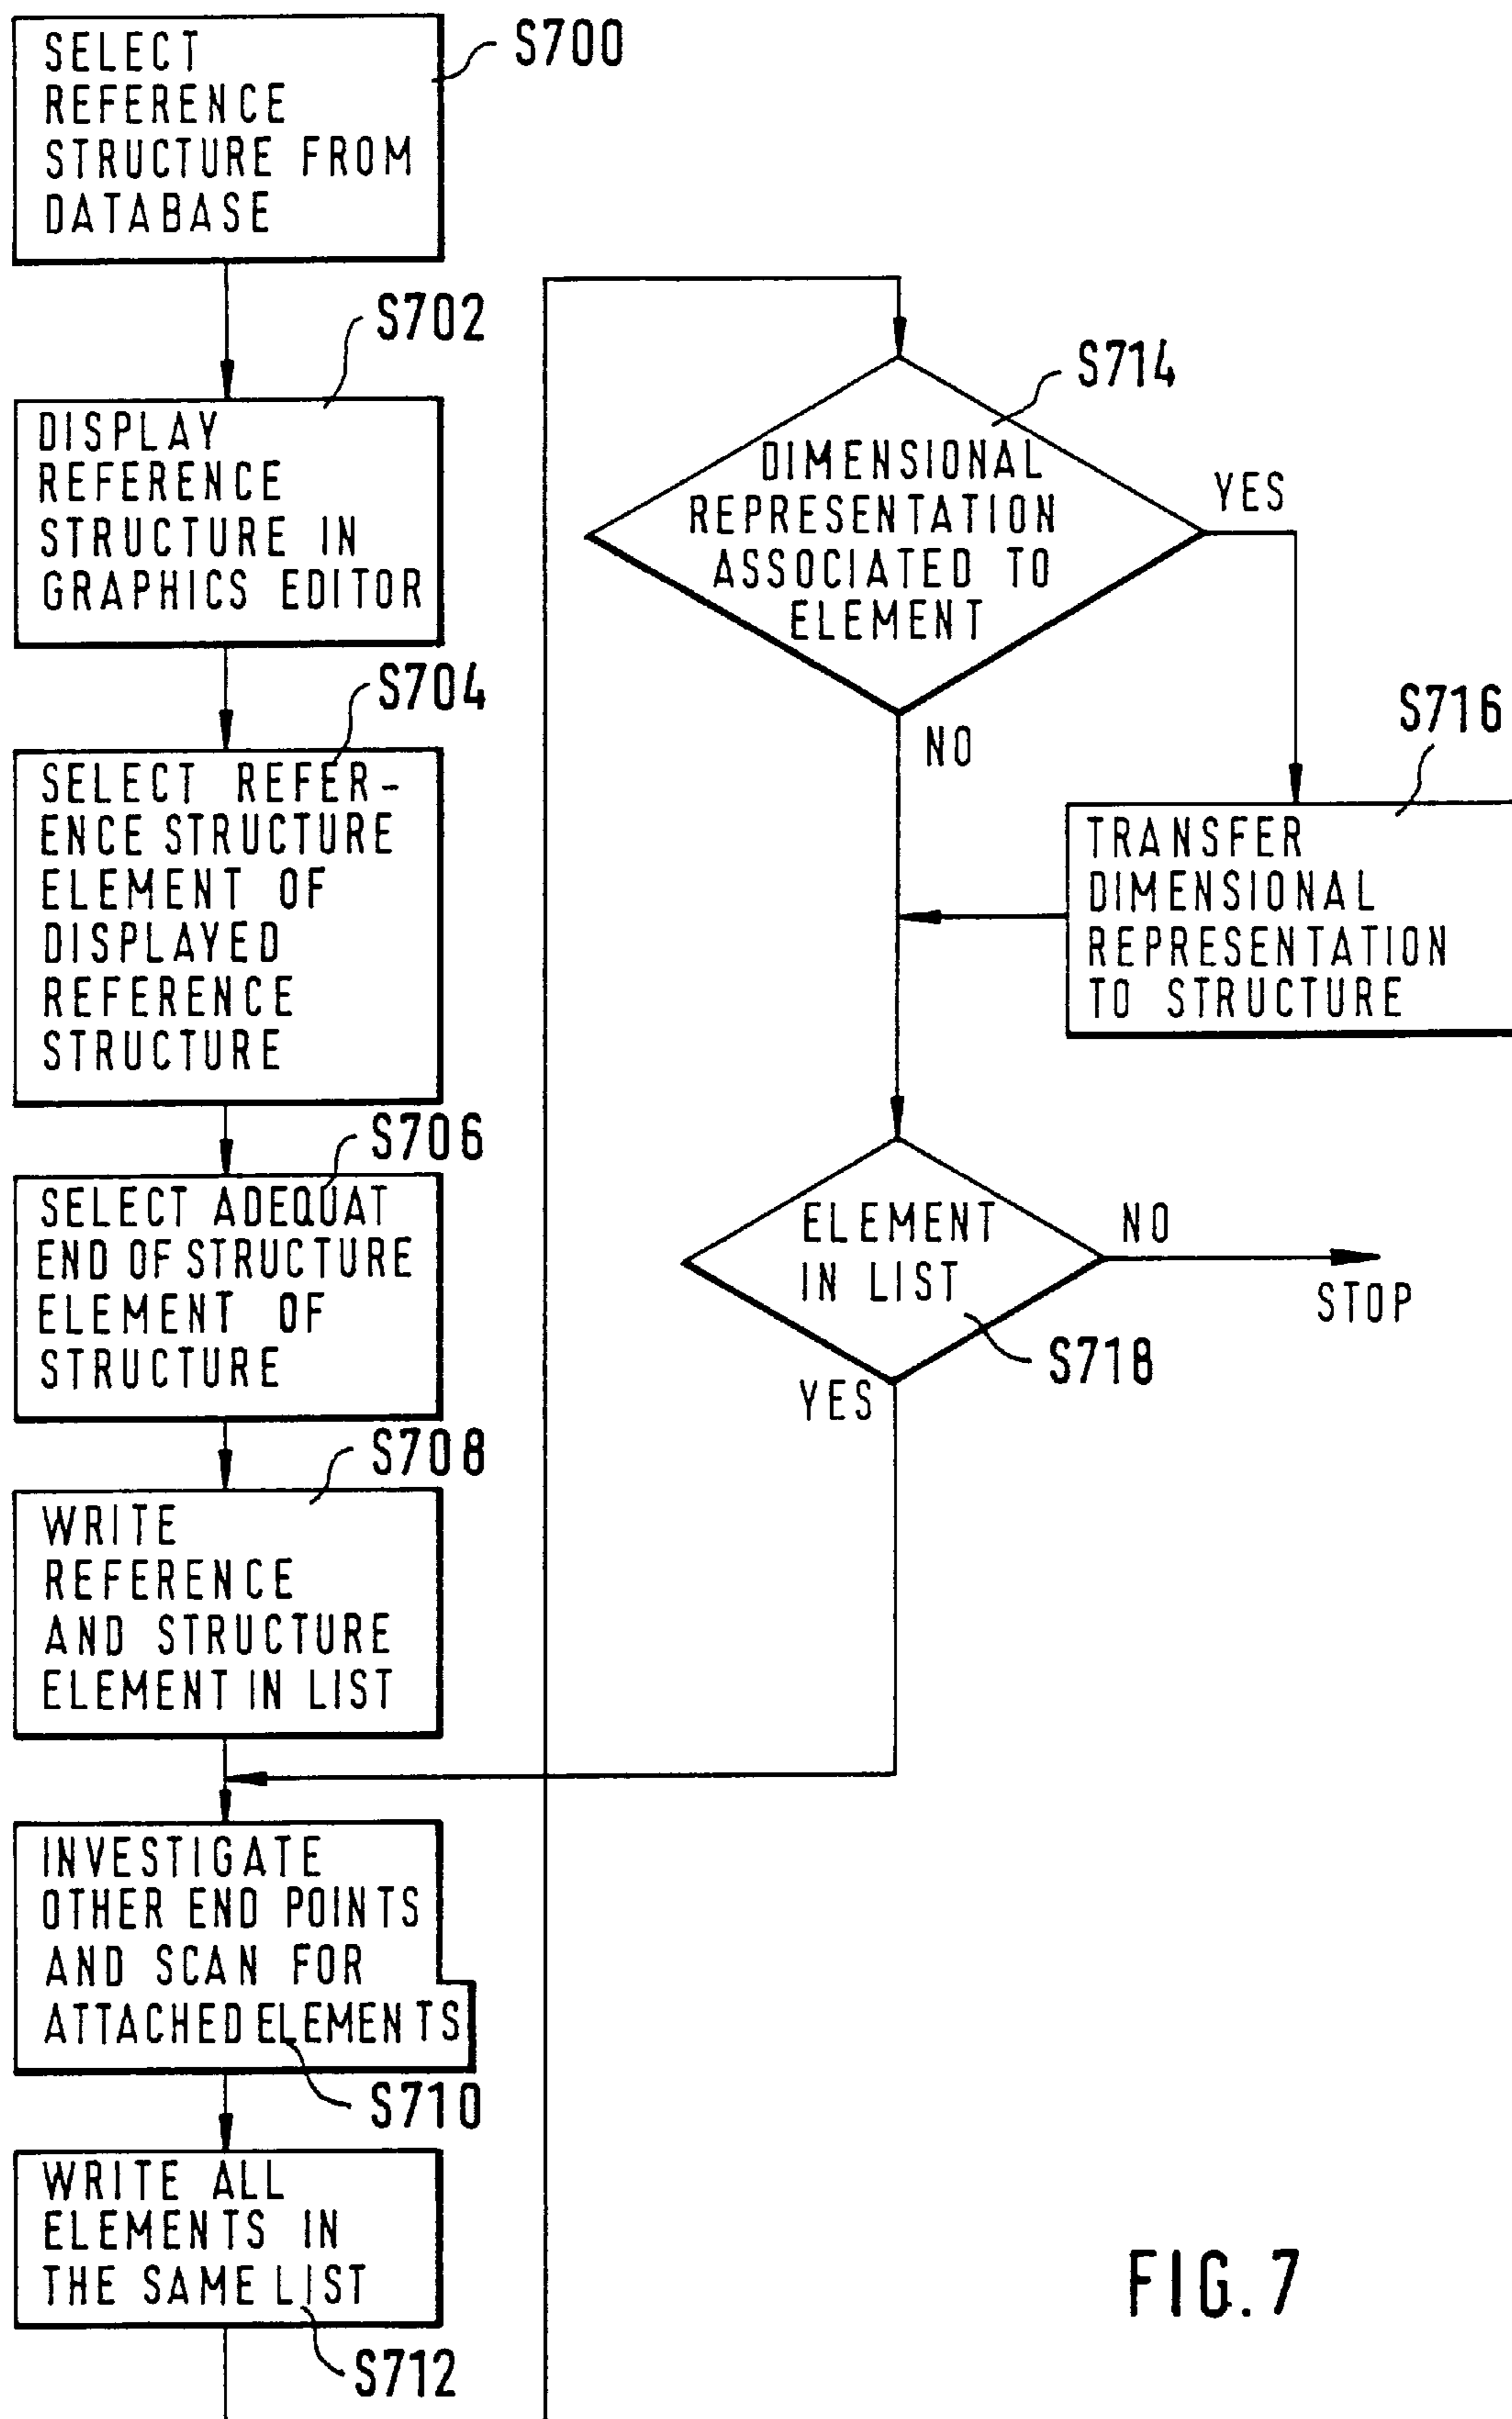 S700
SELECT
REFERENCE
STRUCTURE FROM
DATABASE
S702
DISPLAY
REFERENCE
STRUCTURE IN
GRAPHICS EDITOR
S704
SELECT REFER-
ENCE STRUCTURE
ELEMENT OF
DISPLAYED
REFERENCE
STRUCTURE
S706
SELECT ADEQUAT
END OF STRUCTURE
ELEMENT OF
STRUCTURE
S708
WRITE
REFERENCE
AND STRUCTURE
ELEMENT IN LIST
INVESTIGATE
OTHER END POINTS
AND SCAN FOR
ATTACHED ELEMENTS
S710
WRITE ALL
ELEMENTS IN
THE SAME LIST
S712
S714
DIMENSIONAL
REPRESENTATION
ASSOCIATED TO
ELEMENT
YES
NO
S716
TRANSFER
DIMENSIONAL
REPRESENTATION
TO STRUCTURE
ELEMENT
IN LIST
NO
STOP
S718
YES
FIG. 7